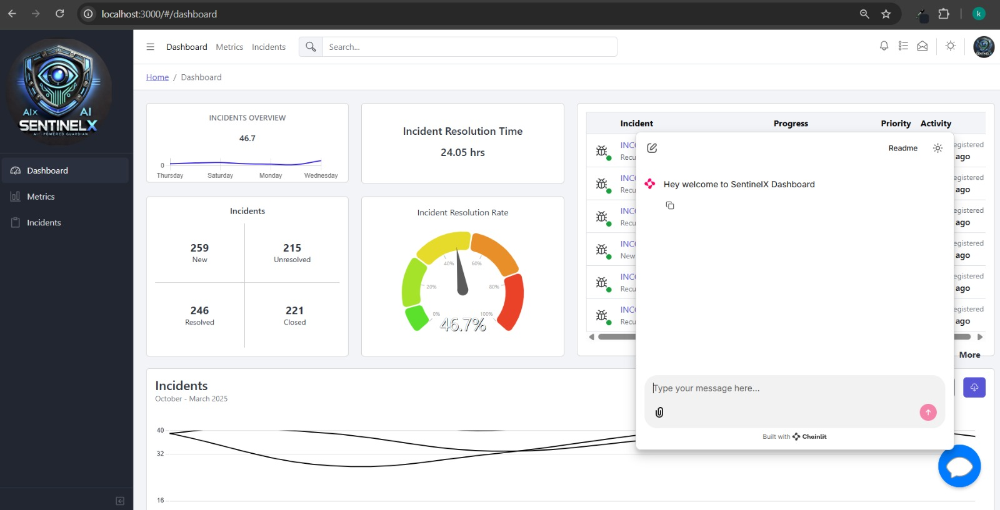 localhost:3000/#/dashboard
k
AIx AI
SENTINELX
AI-POWERED GUARDIAN
Dashboard
Metrics
Incidents
Dashboard Metrics Incidents
Search...
SENTINELX
Home / Dashboard
INCIDENTS OVERVIEW
46.7
0
Thursday Saturday Monday Wednesday
Incident Resolution Time
24.05 hrs
Incidents
259
New
215
Unresolved
246
Resolved
221
Closed
Incident Resolution Rate
0% 20% 40% 60% 80% 100%
46.7%
Incident Progress Priority Activity
INC egistered
Recu ago
INC egistered
Recu ago
INC egistered
Recu ago
INC egistered
New ago
INC egistered
Recu ago
INC egistered
Recu ago
More
Readme
Hey welcome to SentinelX Dashboard
Type your message here...
Built with Chainlit
Incidents
October - March 2025
40
32
16